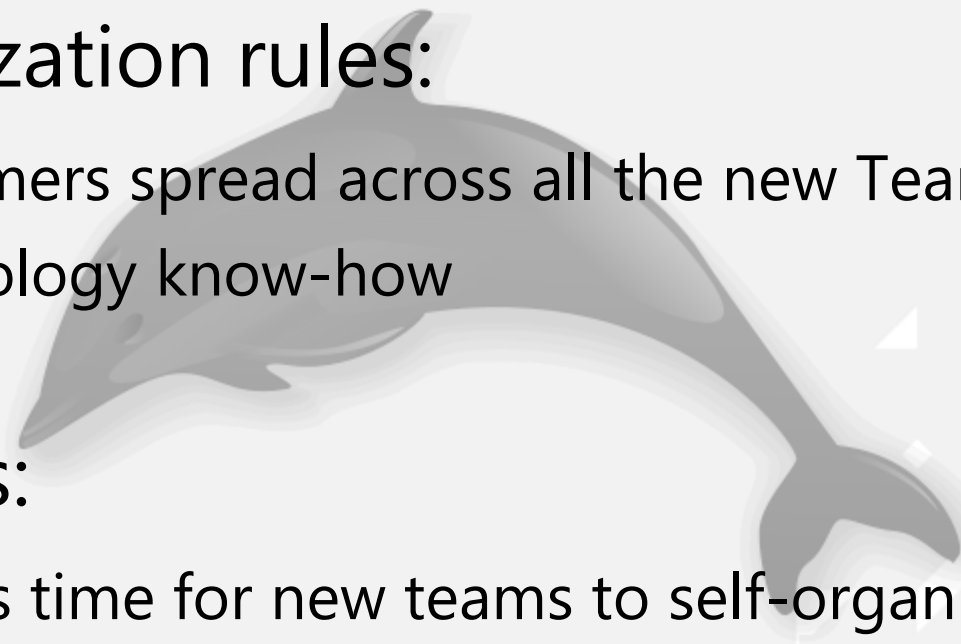 zation rules:
mers spread across all the new Tea
ology know-how
s:
s time for new teams to self-organ